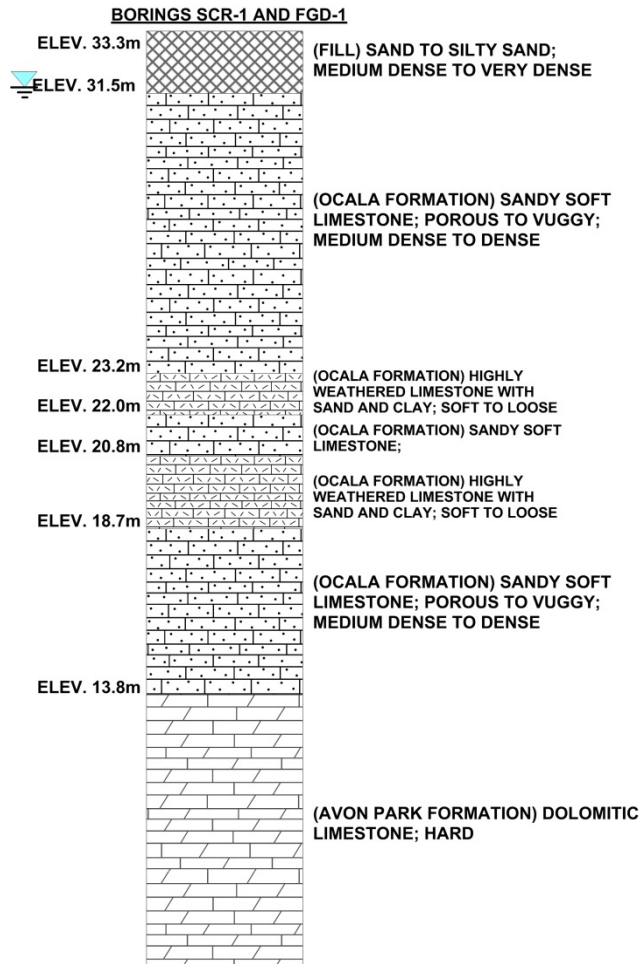 BORINGS SCR-1 AND FGD-1
ELEV. 33.3m
(FILL) SAND TO SILTY SAND;
MEDIUM DENSE TO VERY DENSE
ELEV. 31.5m
(OCALA FORMATION) SANDY SOFT
LIMESTONE; POROUS TO VUGGY;
MEDIUM DENSE TO DENSE
ELEV. 23.2m
(OCALA FORMATION) HIGHLY
WEATHERED LIMESTONE WITH
SAND AND CLAY; SOFT TO LOOSE
ELEV. 22.0m
(OCALA FORMATION) SANDY SOFT
LIMESTONE;
ELEV. 20.8m
(OCALA FORMATION) HIGHLY
WEATHERED LIMESTONE WITH
SAND AND CLAY; SOFT TO LOOSE
ELEV. 18.7m
(OCALA FORMATION) SANDY SOFT
LIMESTONE; POROUS TO VUGGY;
MEDIUM DENSE TO DENSE
ELEV. 13.8m
(AVON PARK FORMATION) DOLOMITIC
LIMESTONE; HARD